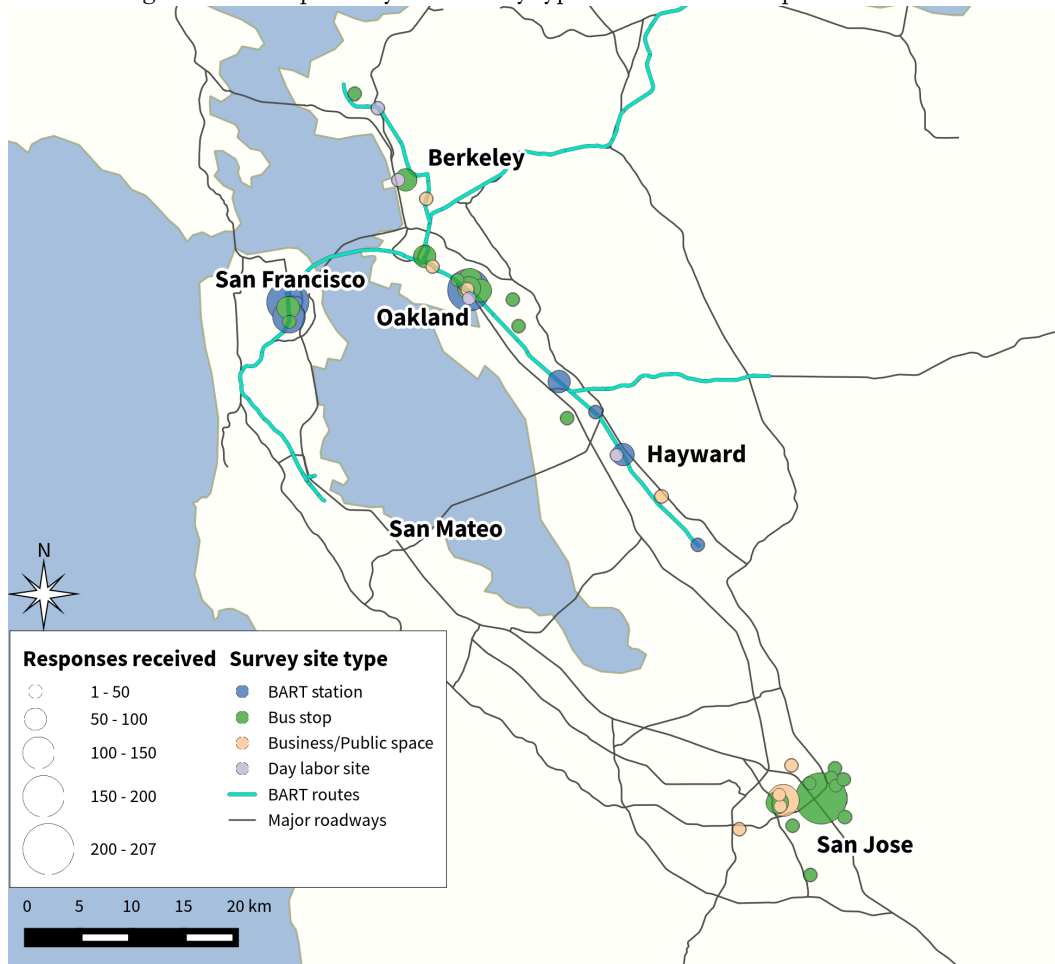 Berkeley
San Francisco
Oakland
Hayward
San Mateo
N
Responses received
1 - 50
50 - 100
100 - 150
150 - 200
200 - 207
Survey site type
BART station
Bus stop
Business/Public space
Day labor site
BART routes
Major roadways
San Jose
0 5 10 15 20 km